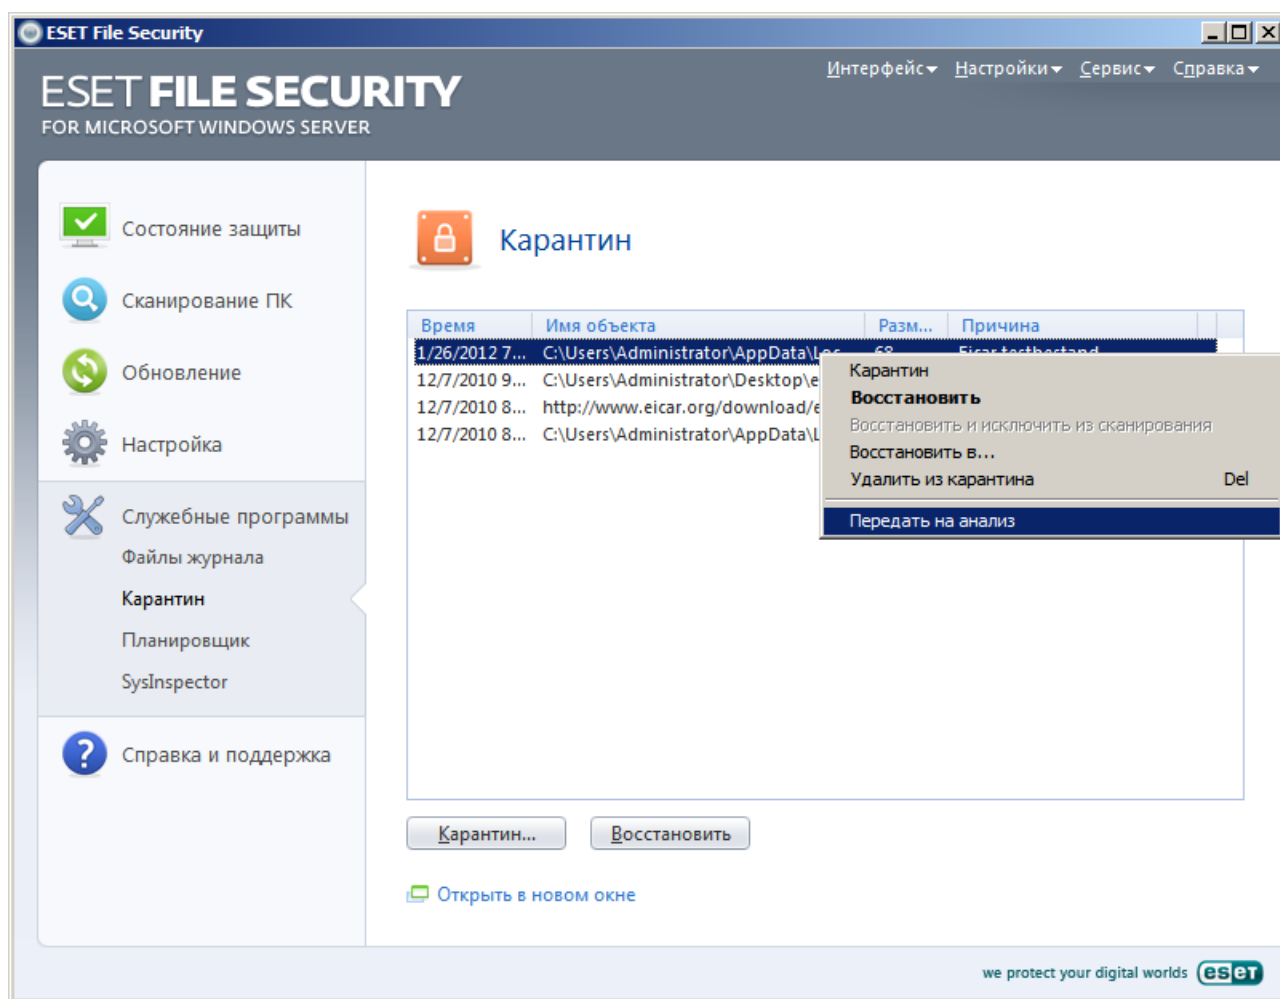 ESET File Security
ESET FILE SECURITY
FOR MICROSOFT WINDOWS SERVER
Интерфейс Настройки Сервис Справка
Состояние защиты
Сканирование ПК
Обновление
Настройка
Служебные программы
Файлы журнала
Карантин
Планировщик
SysInspector
Справка и поддержка
Карантин
Время Имя объекта Разм... Причина
1/26/2012 7... C:\Users\Administrator\AppData\Loc... 68 Eicar testbestand
12/7/2010 9... C:\Users\Administrator\Desktop\e
12/7/2010 8... http://www.eicar.org/download/e
12/7/2010 8... C:\Users\Administrator\AppData\L
Карантин
Восстановить
Восстановить и исключить из сканирования
Восстановить в...
Удалить из карантина Del
Передать на анализ
Карантин... Восстановить
Открыть в новом окне
we protect your digital worlds eset